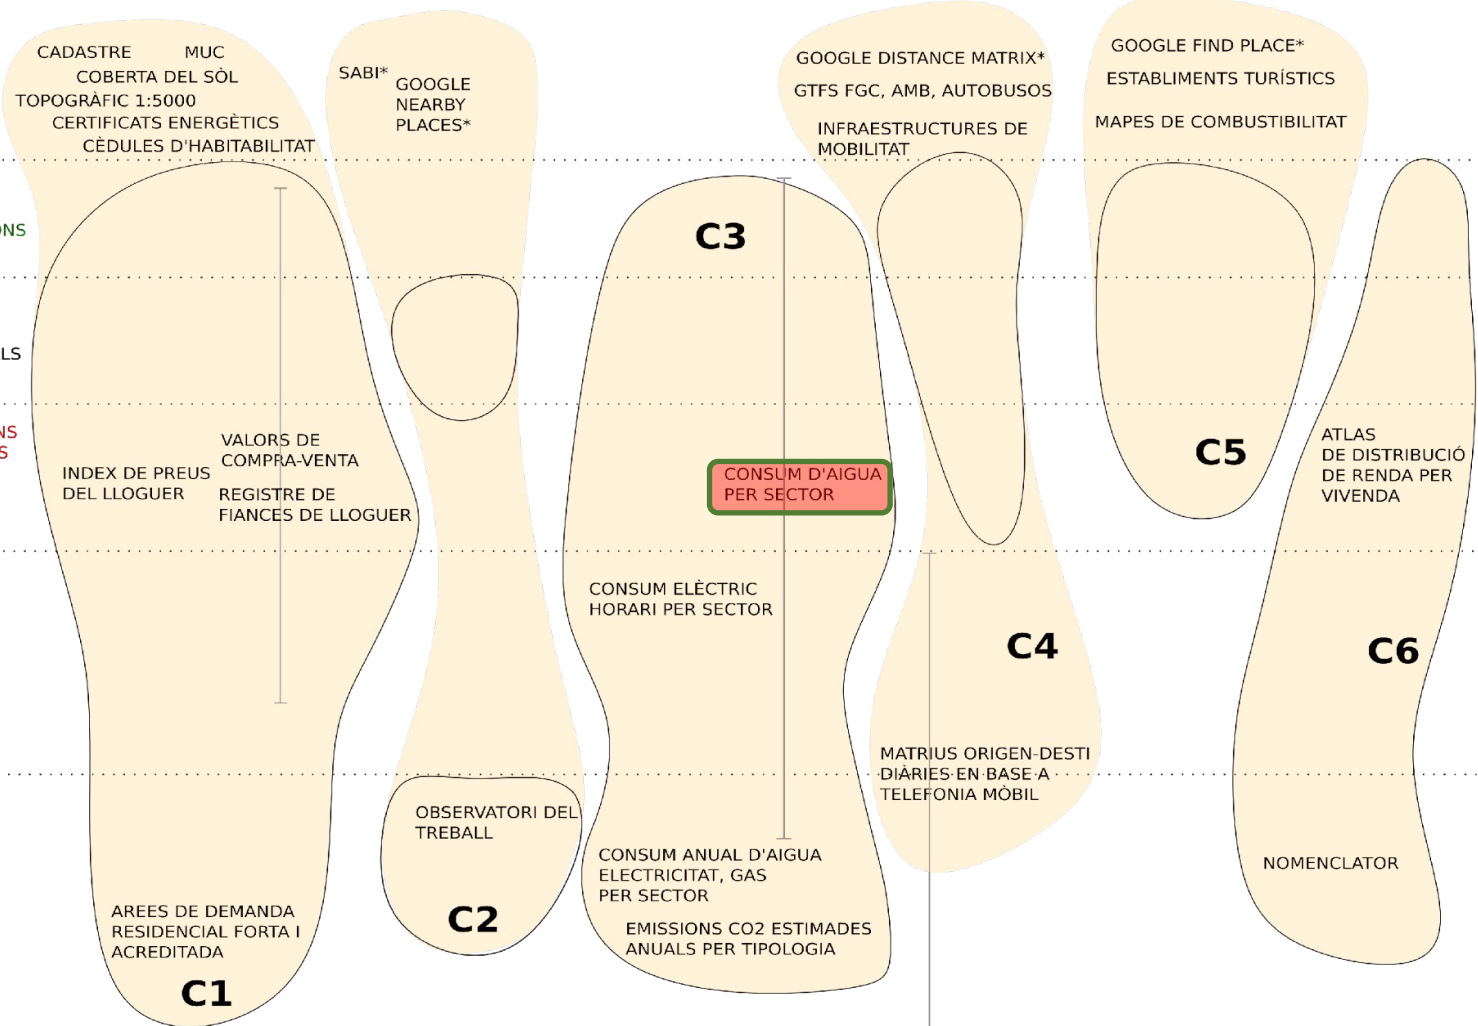 CADASTRE MUC
COBERTA DEL SÒL
TOPOGRÀFIC 1:5000
CERTIFICATS ENERGÈTICS
CÈDULES D'HABITABILITAT
SABI*
GOOGLE
NEARBY
PLACES*
GOOGLE DISTANCE MATRIX*
GTFS FGC, AMB, AUTOBUSOS
INFRAESTRUCTURES DE
MOBILITAT
GOOGLE FIND PLACE*
ESTABLIMENTS TURÍSTICS
MAPES DE COMBUSTIBILITAT
ONS
C3
LS
NS
S
INDEX DE PREUS
DEL LLOGUER
VALORS DE
COMPRA-VENTA
REGISTRE DE
FIANCES DE LLOGUER
CONSUM D'AIGUA
PER SECTOR
C5
ATLAS
DE DISTRIBUCIÓ
DE RENDA PER
VIVENDA
CONSUM ELÈCTRIC
HORARI PER SECTOR
C4
C6
MATRIUS ORIGEN-DESTI
DIÀRIES EN BASE A
TELEFONIA MÒBIL
OBSERVATORI DEL
TREBALL
C2
CONSUM ANUAL D'AIGUA
ELECTRICITAT, GAS
PER SECTOR
EMISSIONS CO2 ESTIMADES
ANUALS PER TIPOLOGIA
NOMENCLATOR
AREES DE DEMANDA
RESIDENCIAL FORTA I
ACREDITADA
C1